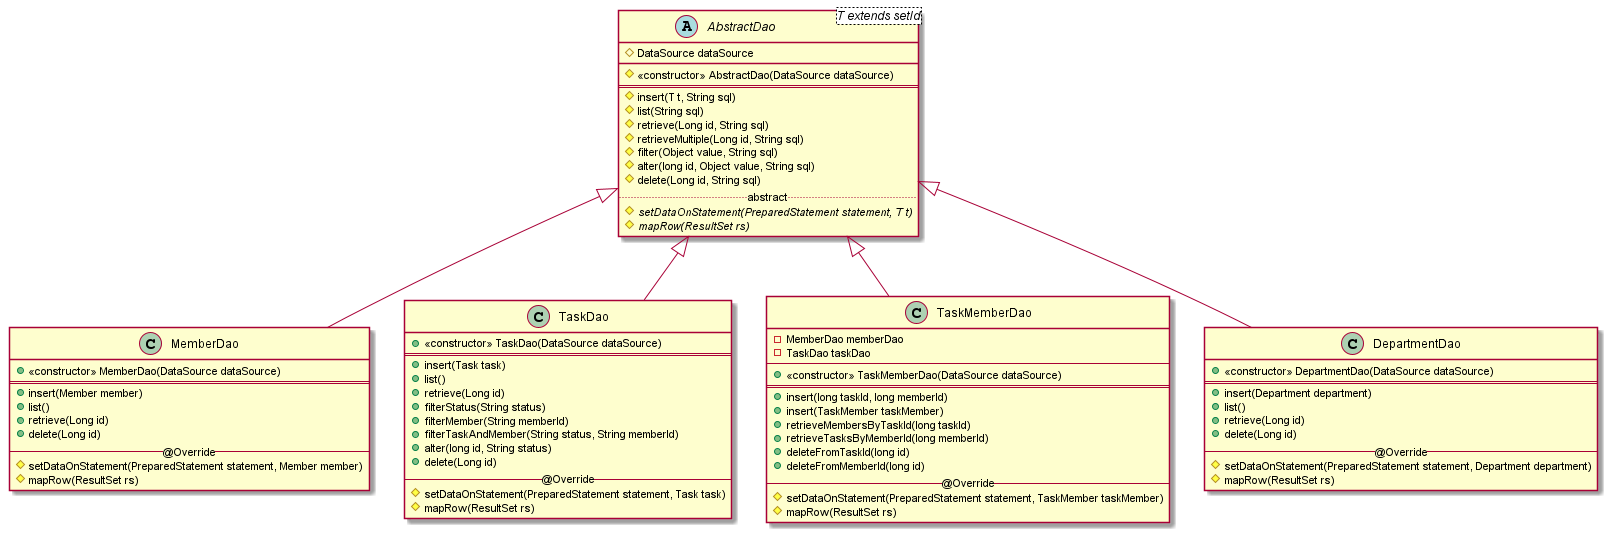 T extends setId
A AbstractDao
DataSource dataSource
«constructor» AbstractDao(DataSource dataSource)
insert(T t, String sql)
list(String sql)
retrieve(Long id, String sql)
retrieveMultiple(Long id, String sql)
filter(Object value, String sql)
alter(long id, Object value, String sql)
delete(Long id, String sql)
abstract
setDataOnStatement(PreparedStatement statement, T t)
mapRow(ResultSet rs)
C MemberDao
«constructor» MemberDao(DataSource dataSource)
insert(Member member)
list()
retrieve(Long id)
delete(Long id)
@Override
setDataOnStatement(PreparedStatement statement, Member member)
mapRow(ResultSet rs)
C TaskDao
«constructor» TaskDao(DataSource dataSource)
insert(Task task)
list()
retrieve(Long id)
filterStatus(String status)
filterMember(String memberId)
filterTaskAndMember(String status, String memberId)
alter(long id, String status)
delete(Long id)
@Override
setDataOnStatement(PreparedStatement statement, Task task)
mapRow(ResultSet rs)
C TaskMemberDao
MemberDao memberDao
TaskDao taskDao
«constructor» TaskMemberDao(DataSource dataSource)
insert(long taskId, long memberId)
insert(TaskMember taskMember)
retrieveMembersByTaskId(long taskId)
retrieveTasksByMemberId(long memberId)
deleteFromTaskId(long id)
deleteFromMemberId(long id)
@Override
setDataOnStatement(PreparedStatement statement, TaskMember taskMember)
mapRow(ResultSet rs)
C DepartmentDao
«constructor» DepartmentDao(DataSource dataSource)
insert(Department department)
list()
retrieve(Long id)
delete(Long id)
@Override
setDataOnStatement(PreparedStatement statement, Department department)
mapRow(ResultSet rs)